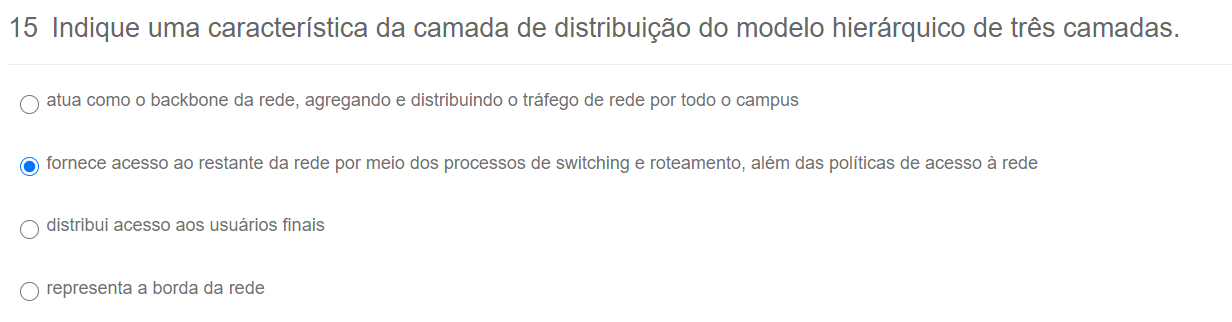 15 Indique uma característica da camada de distribuição do modelo hierárquico de três camadas.
atua como o backbone da rede, agregando e distribuindo o tráfego de rede por todo o campus
fornece acesso ao restante da rede por meio dos processos de switching e roteamento, além das políticas de acesso à rede
distribui acesso aos usuários finais
representa a borda da rede